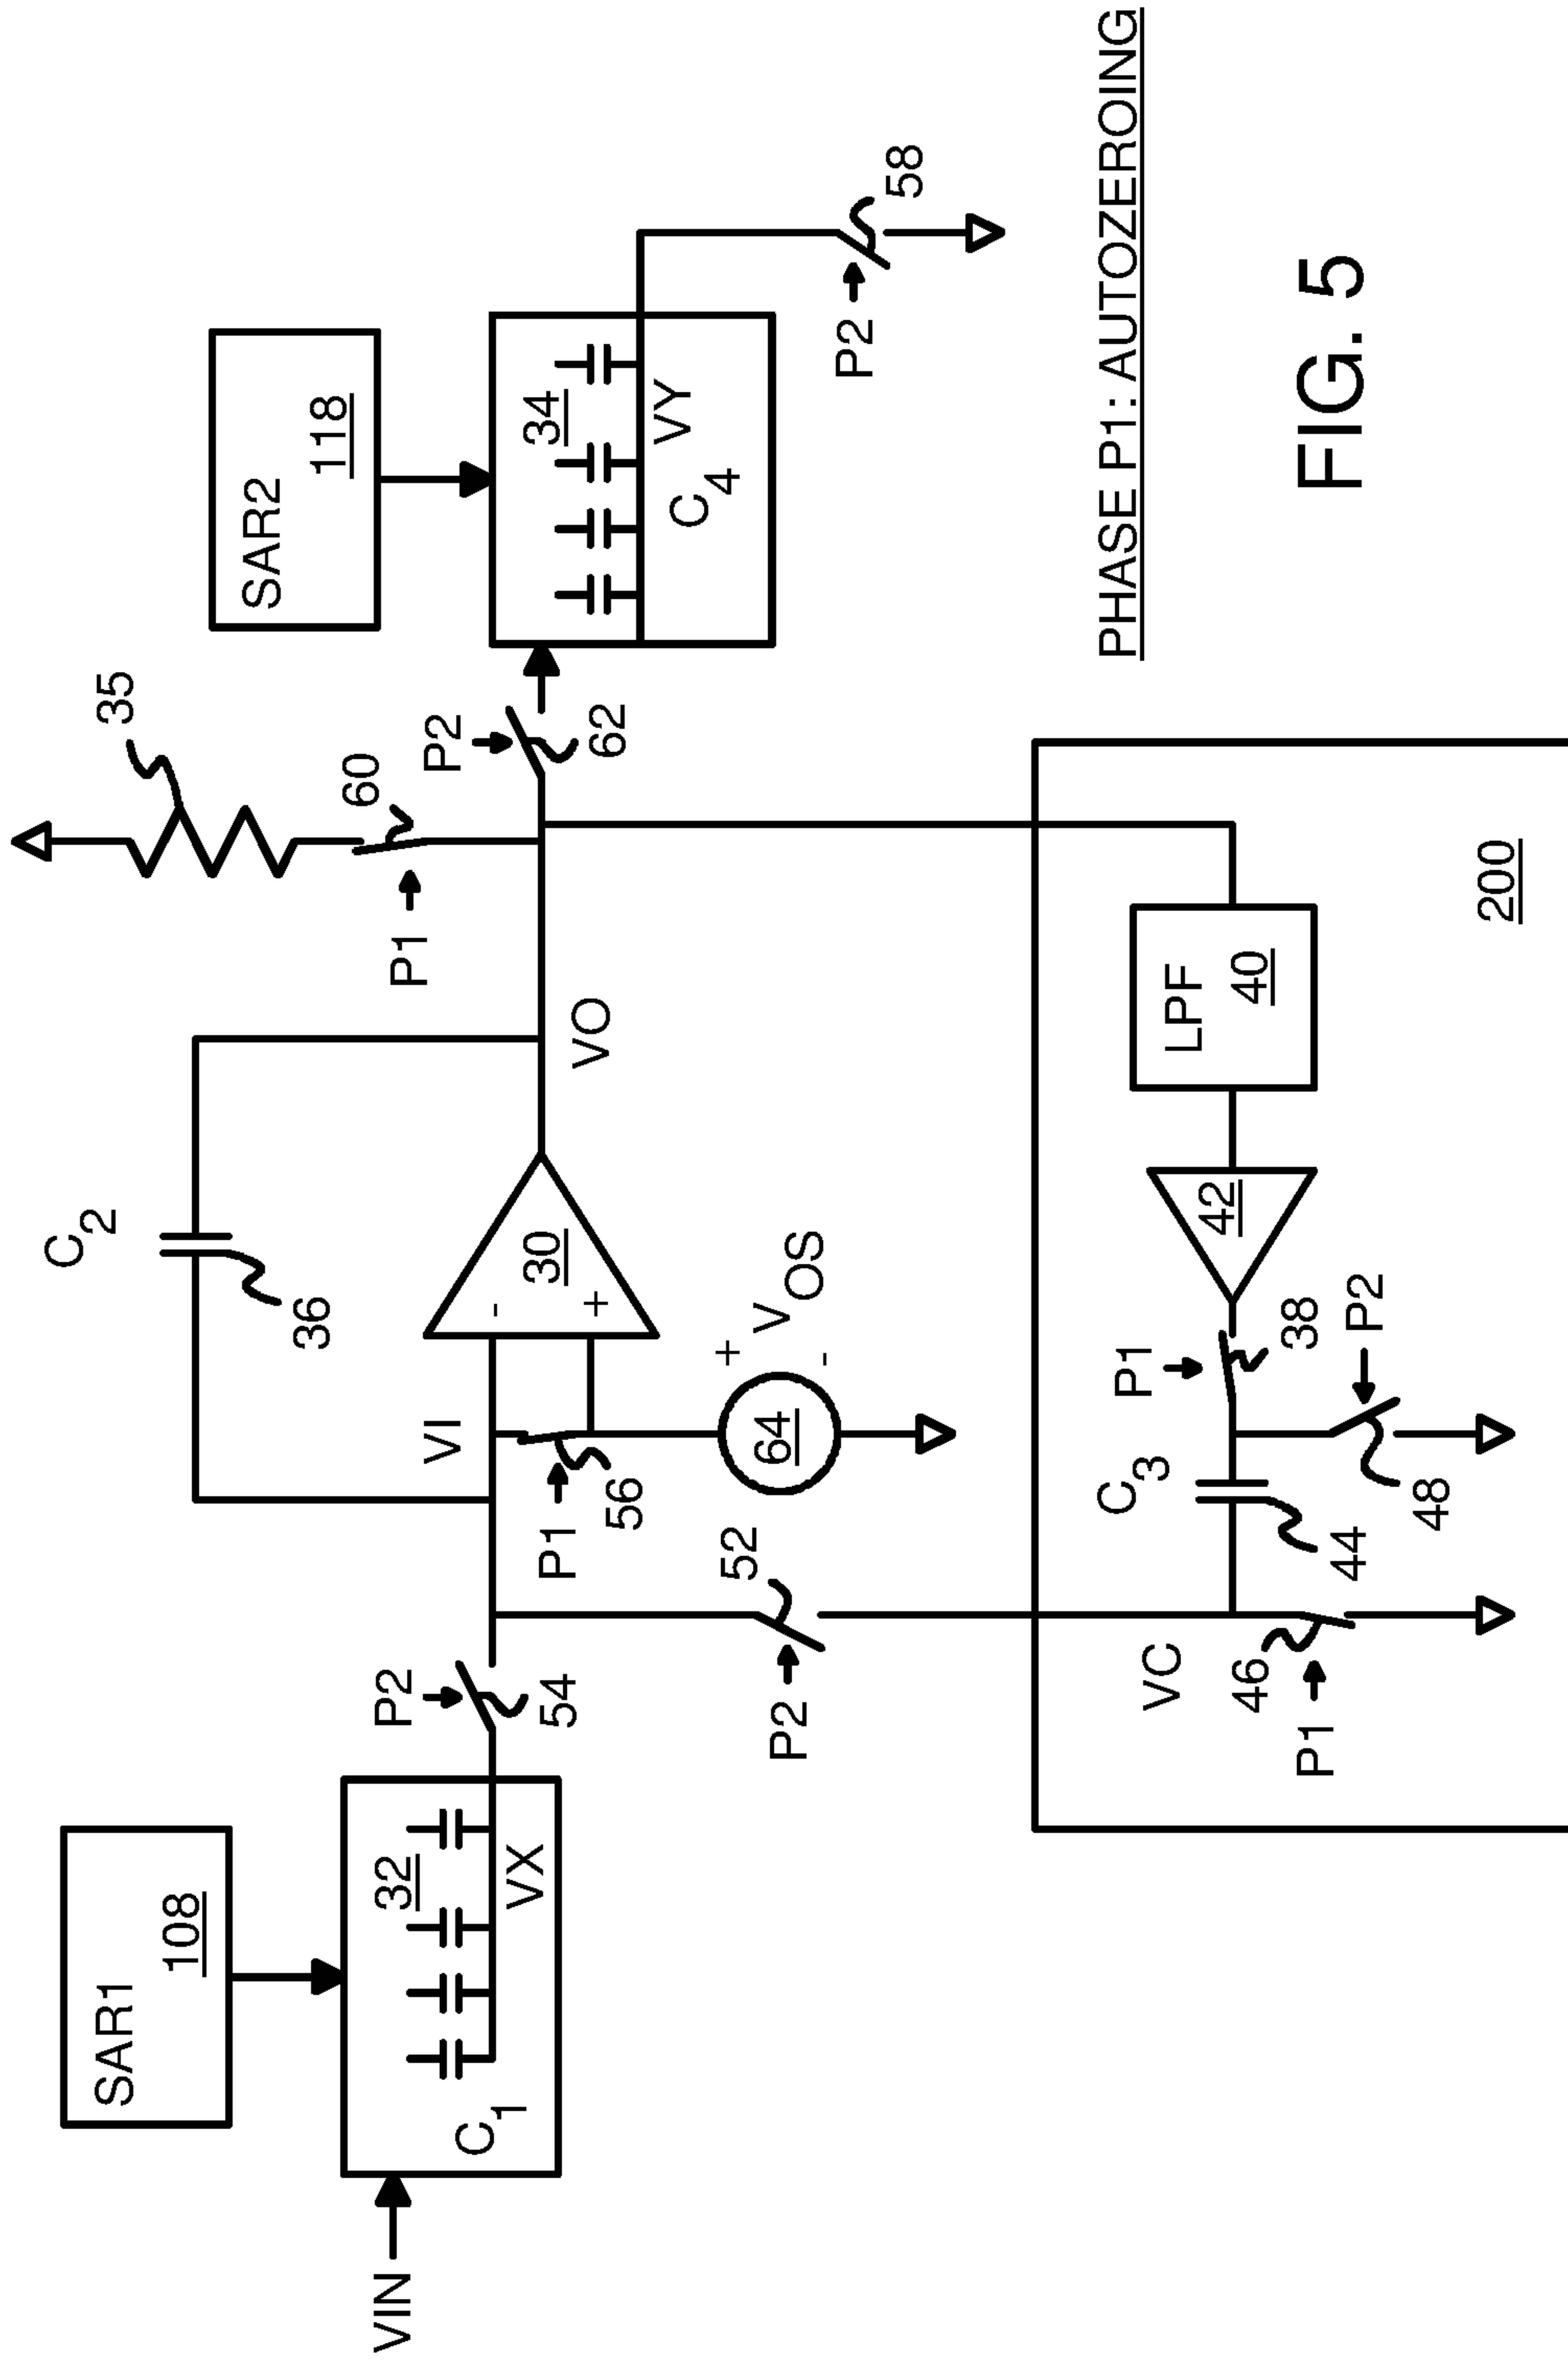 SAR1
108
VIN
C1
32
VX
P2
54
C2
36
VI
P1
56
-
+
30
VO
+
VOS
-
64
P2
52
P1
60
35
P2
62
SAR2
118
34
VY
C4
P2
58
VC
46
P1
C3
44
P1
38
P2
48
42
LPF
40
200
PHASE P1: AUTOZEROING
FIG. 5